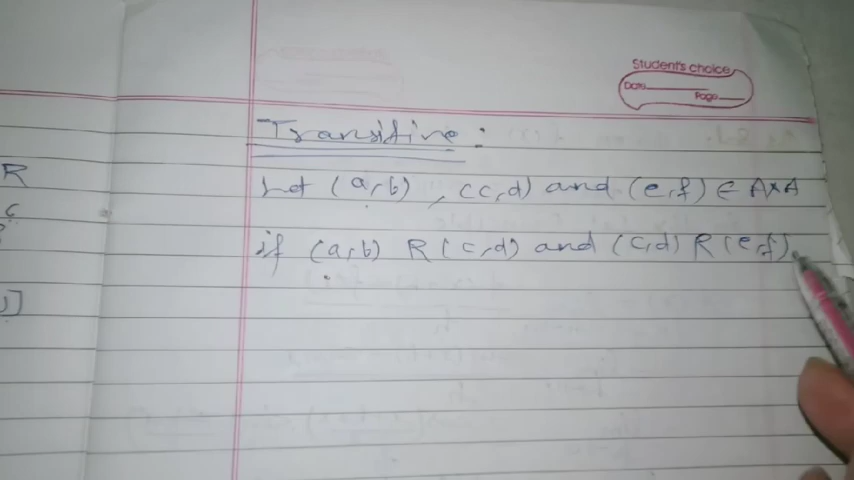 Student's choice
Date
Page
Transitive :
R
Let (a,b) , (c,d) and (e,f) ∈ A×A
c
if (a,b) R (c,d) and (c,d) R (e,f)